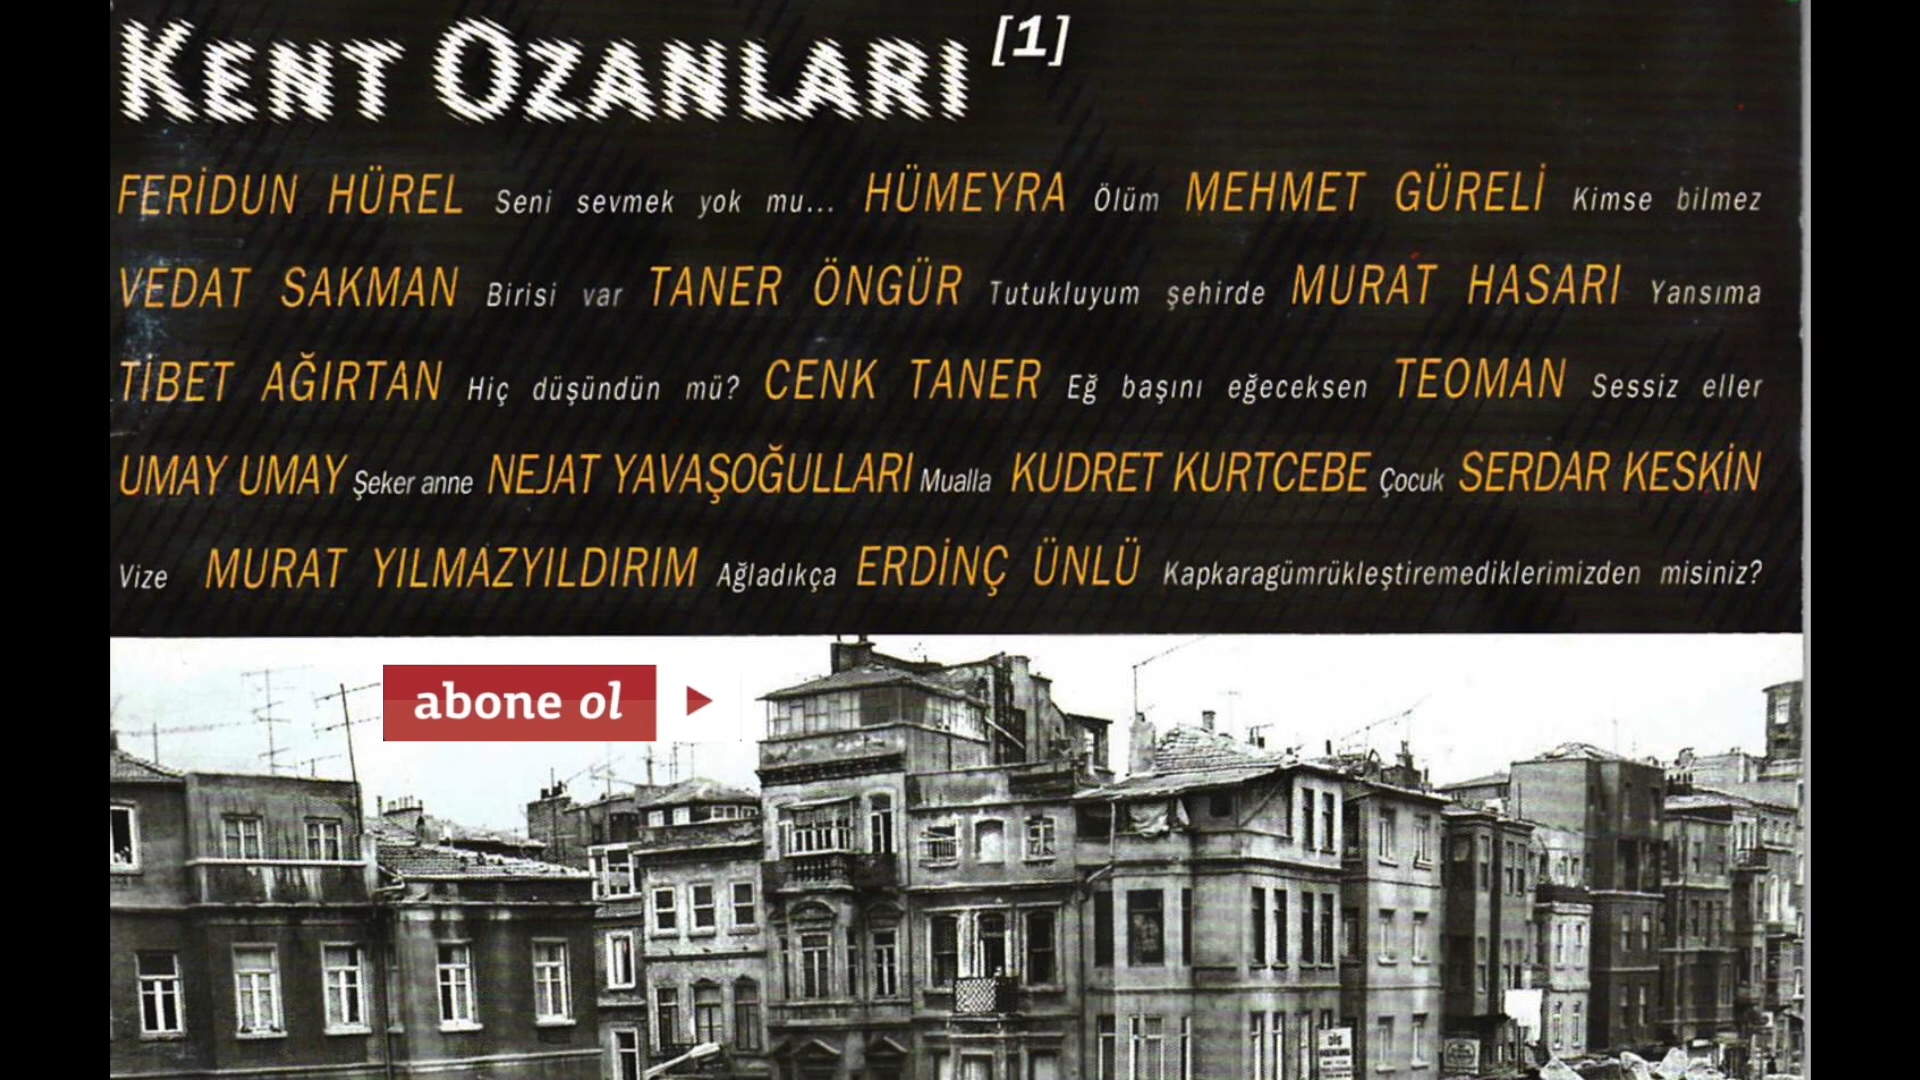 KENT OZANLARI [1]
FERİDUN HÜREL Seni sevmek yok mu... HÜMEYRA Ölüm MEHMET GÜRELİ Kimse bilmez
VEDAT SAKMAN Birisi var TANER ÖNGÜR Tutukluyum şehirde MURAT HASARI Yansıma
TİBET AĞIRTAN Hiç düşündün mü? CENK TANER Eğ başını eğeceksen TEOMAN Sessiz eller
UMAY UMAY Şeker anne NEJAT YAVAŞOĞULLARI Mualla KUDRET KURTCEBE Çocuk SERDAR KESKİN
Vize MURAT YILMAZYILDIRIM Ağladıkça ERDİNÇ ÜNLÜ Kapkaragümrükleştiremediklerimizden misiniz?
abone ol
DİŞ